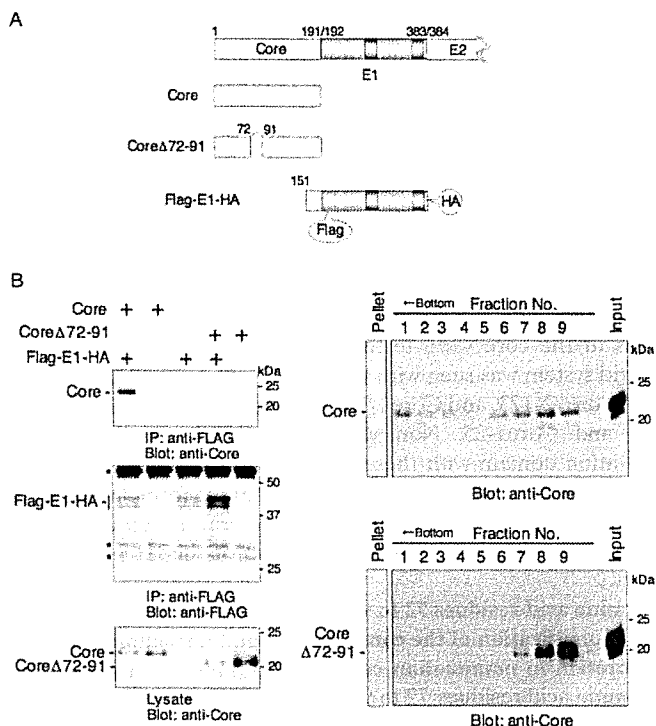 A
1 191/192 383/384
Core E2
E1
Core
72 91
CoreΔ72-91
151
Flag-E1-HA HA
Flag
B
Core + +
CoreΔ72-91 + +
Flag-E1-HA + + +
kDa
Core 25
20
IP: anti-FLAG
Blot: anti-Core
50
Flag-E1-HA
37
25
IP: anti-FLAG
Blot: anti-FLAG
Core 25
CoreΔ72-91 20
Lysate
Blot: anti-Core
Pellet ←Bottom Fraction No. Input
1 2 3 4 5 6 7 8 9
kDa
25
Core 20
Blot: anti-Core
Pellet ←Bottom Fraction No. Input
1 2 3 4 5 6 7 8 9
kDa
25
Core
Δ72-91 20
Blot: anti-Core